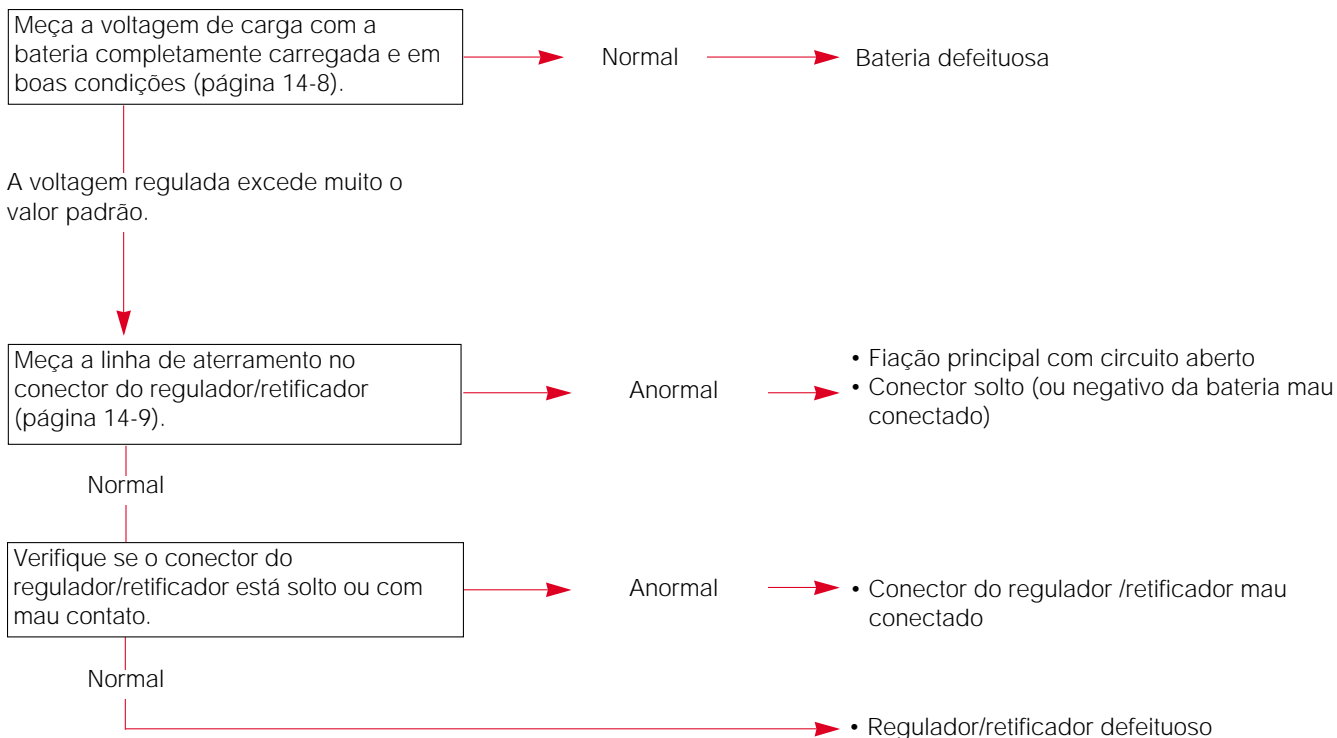 Meça a voltagem de carga com a
bateria completamente carregada e em
boas condições (página 14-8).
Normal
Bateria defeituosa
A voltagem regulada excede muito o
valor padrão.
Meça a linha de aterramento no
conector do regulador/retificador
(página 14-9).
Anormal
• Fiação principal com circuito aberto
• Conector solto (ou negativo da bateria mau
conectado)
Normal
Verifique se o conector do
regulador/retificador está solto ou com
mau contato.
Anormal
• Conector do regulador /retificador mau
conectado
Normal
• Regulador/retificador defeituoso